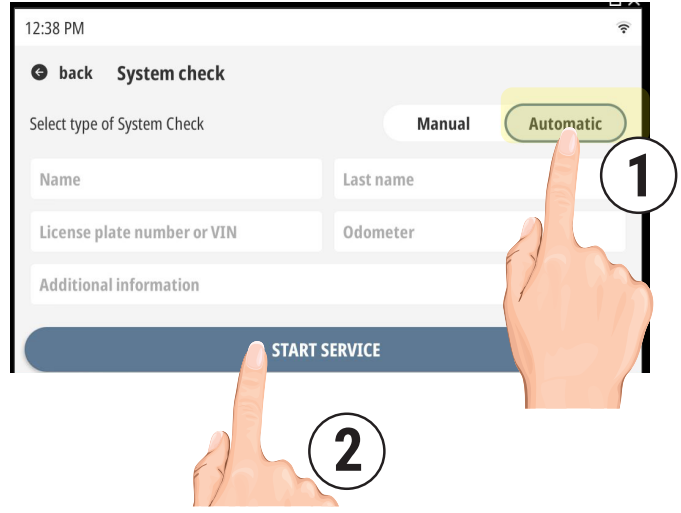 12:38 PM
back System check
Select type of System Check Manual Automatic
1
Name Last name
License plate number or VIN Odometer
Additional information
START SERVICE
2